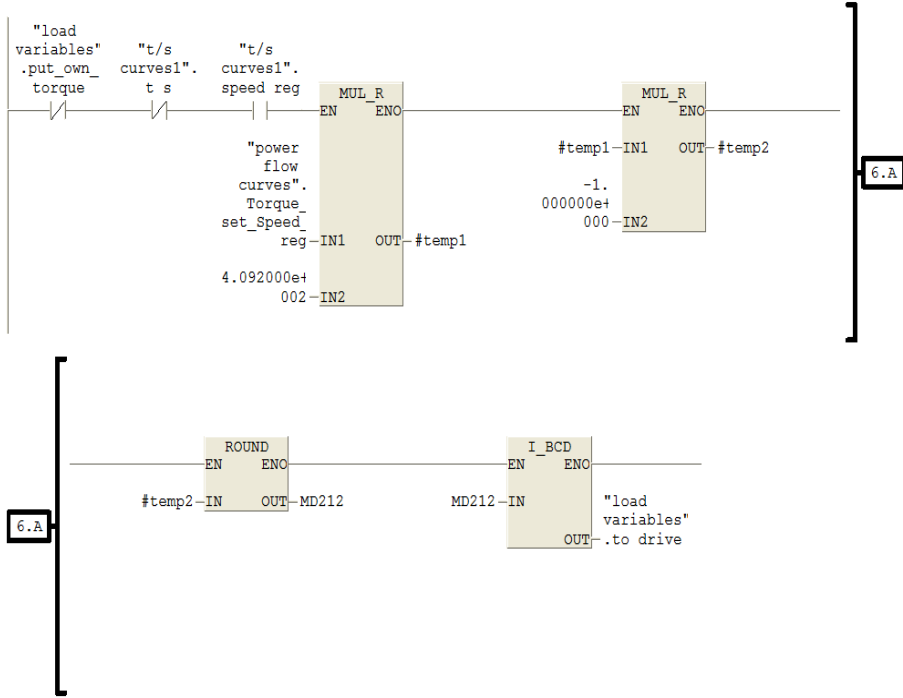 "load
variables"
.put_own_
torque
"t/s
curves1".
t s
"t/s
curves1".
speed reg
MUL_R
EN ENO
"power
flow
curves".
Torque_
set_Speed_
reg IN1 OUT #temp1
4.092000e+
002 IN2
MUL_R
EN ENO
#temp1 IN1 OUT #temp2
-1.
000000e+
000 IN2
6.A
6.A
ROUND
EN ENO
#temp2 IN OUT MD212
I_BCD
EN ENO
MD212 IN "load
variables"
OUT .to drive